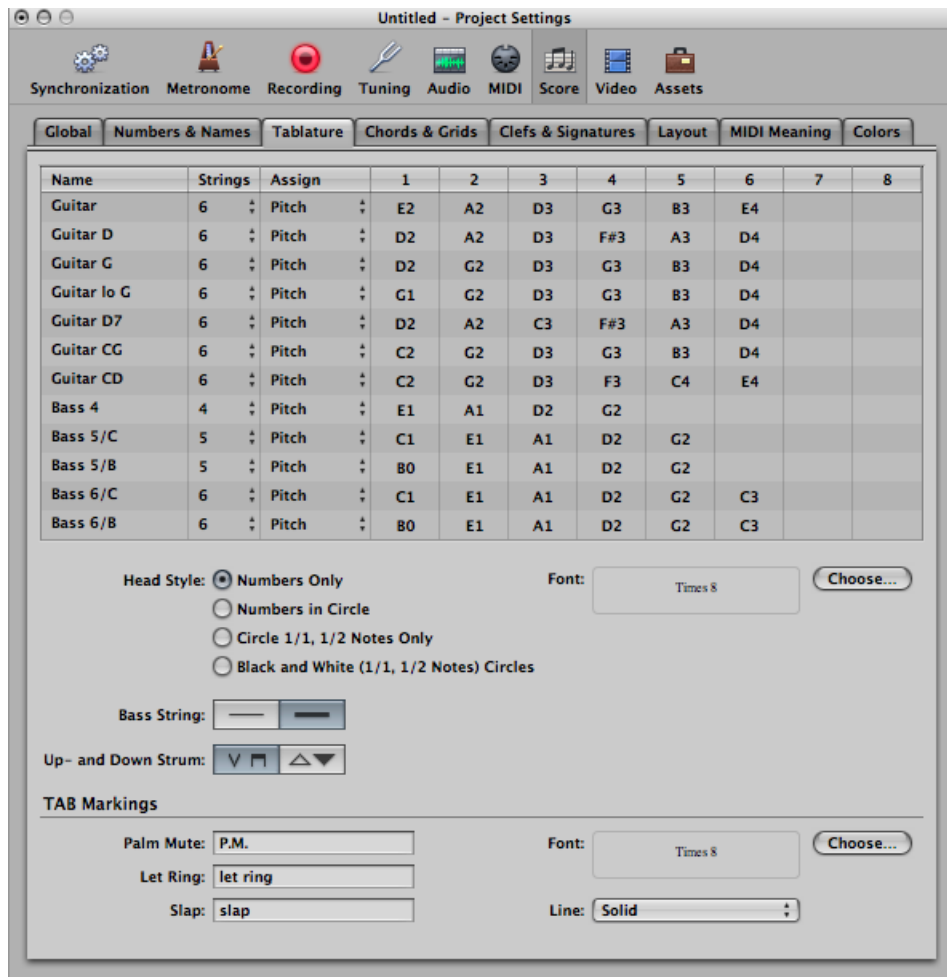 Untitled – Project Settings
Synchronization Metronome Recording Tuning Audio MIDI Score Video Assets
Global Numbers & Names Tablature Chords & Grids Clefs & Signatures Layout MIDI Meaning Colors
Name Strings Assign 1 2 3 4 5 6 7 8
Guitar 6 Pitch E2 A2 D3 G3 B3 E4
Guitar D 6 Pitch D2 A2 D3 F#3 A3 D4
Guitar G 6 Pitch D2 G2 D3 G3 B3 D4
Guitar lo G 6 Pitch G1 G2 D3 G3 B3 D4
Guitar D7 6 Pitch D2 A2 C3 F#3 A3 D4
Guitar CG 6 Pitch C2 G2 D3 G3 B3 D4
Guitar CD 6 Pitch C2 G2 D3 F3 C4 E4
Bass 4 4 Pitch E1 A1 D2 G2
Bass 5/C 5 Pitch C1 E1 A1 D2 G2
Bass 5/B 5 Pitch B0 E1 A1 D2 G2
Bass 6/C 6 Pitch C1 E1 A1 D2 G2 C3
Bass 6/B 6 Pitch B0 E1 A1 D2 G2 C3
Head Style: Numbers Only Font: Times 8 Choose...
Numbers in Circle
Circle 1/1, 1/2 Notes Only
Black and White (1/1, 1/2 Notes) Circles
Bass String:
Up- and Down Strum:
TAB Markings
Palm Mute: P.M. Font: Times 8 Choose...
Let Ring: let ring
Slap: slap Line: Solid